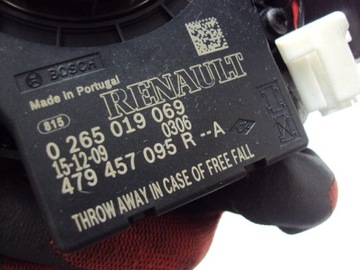 BOSCH
Made in Portugal
RENAULT
815
0 265 019 069
15-12-09 0306
479 457 095 R --A
THROW AWAY IN CASE OF FREE FALL